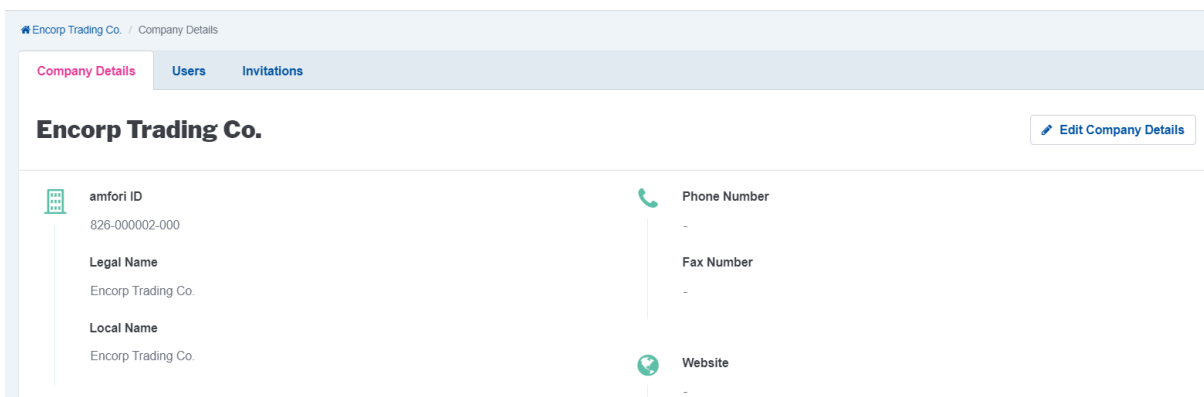 Encorp Trading Co. / Company Details
Company Details Users Invitations
Encorp Trading Co.
Edit Company Details
amfori ID
826-000002-000
Legal Name
Encorp Trading Co.
Local Name
Encorp Trading Co.
Phone Number
-
Fax Number
-
Website
-